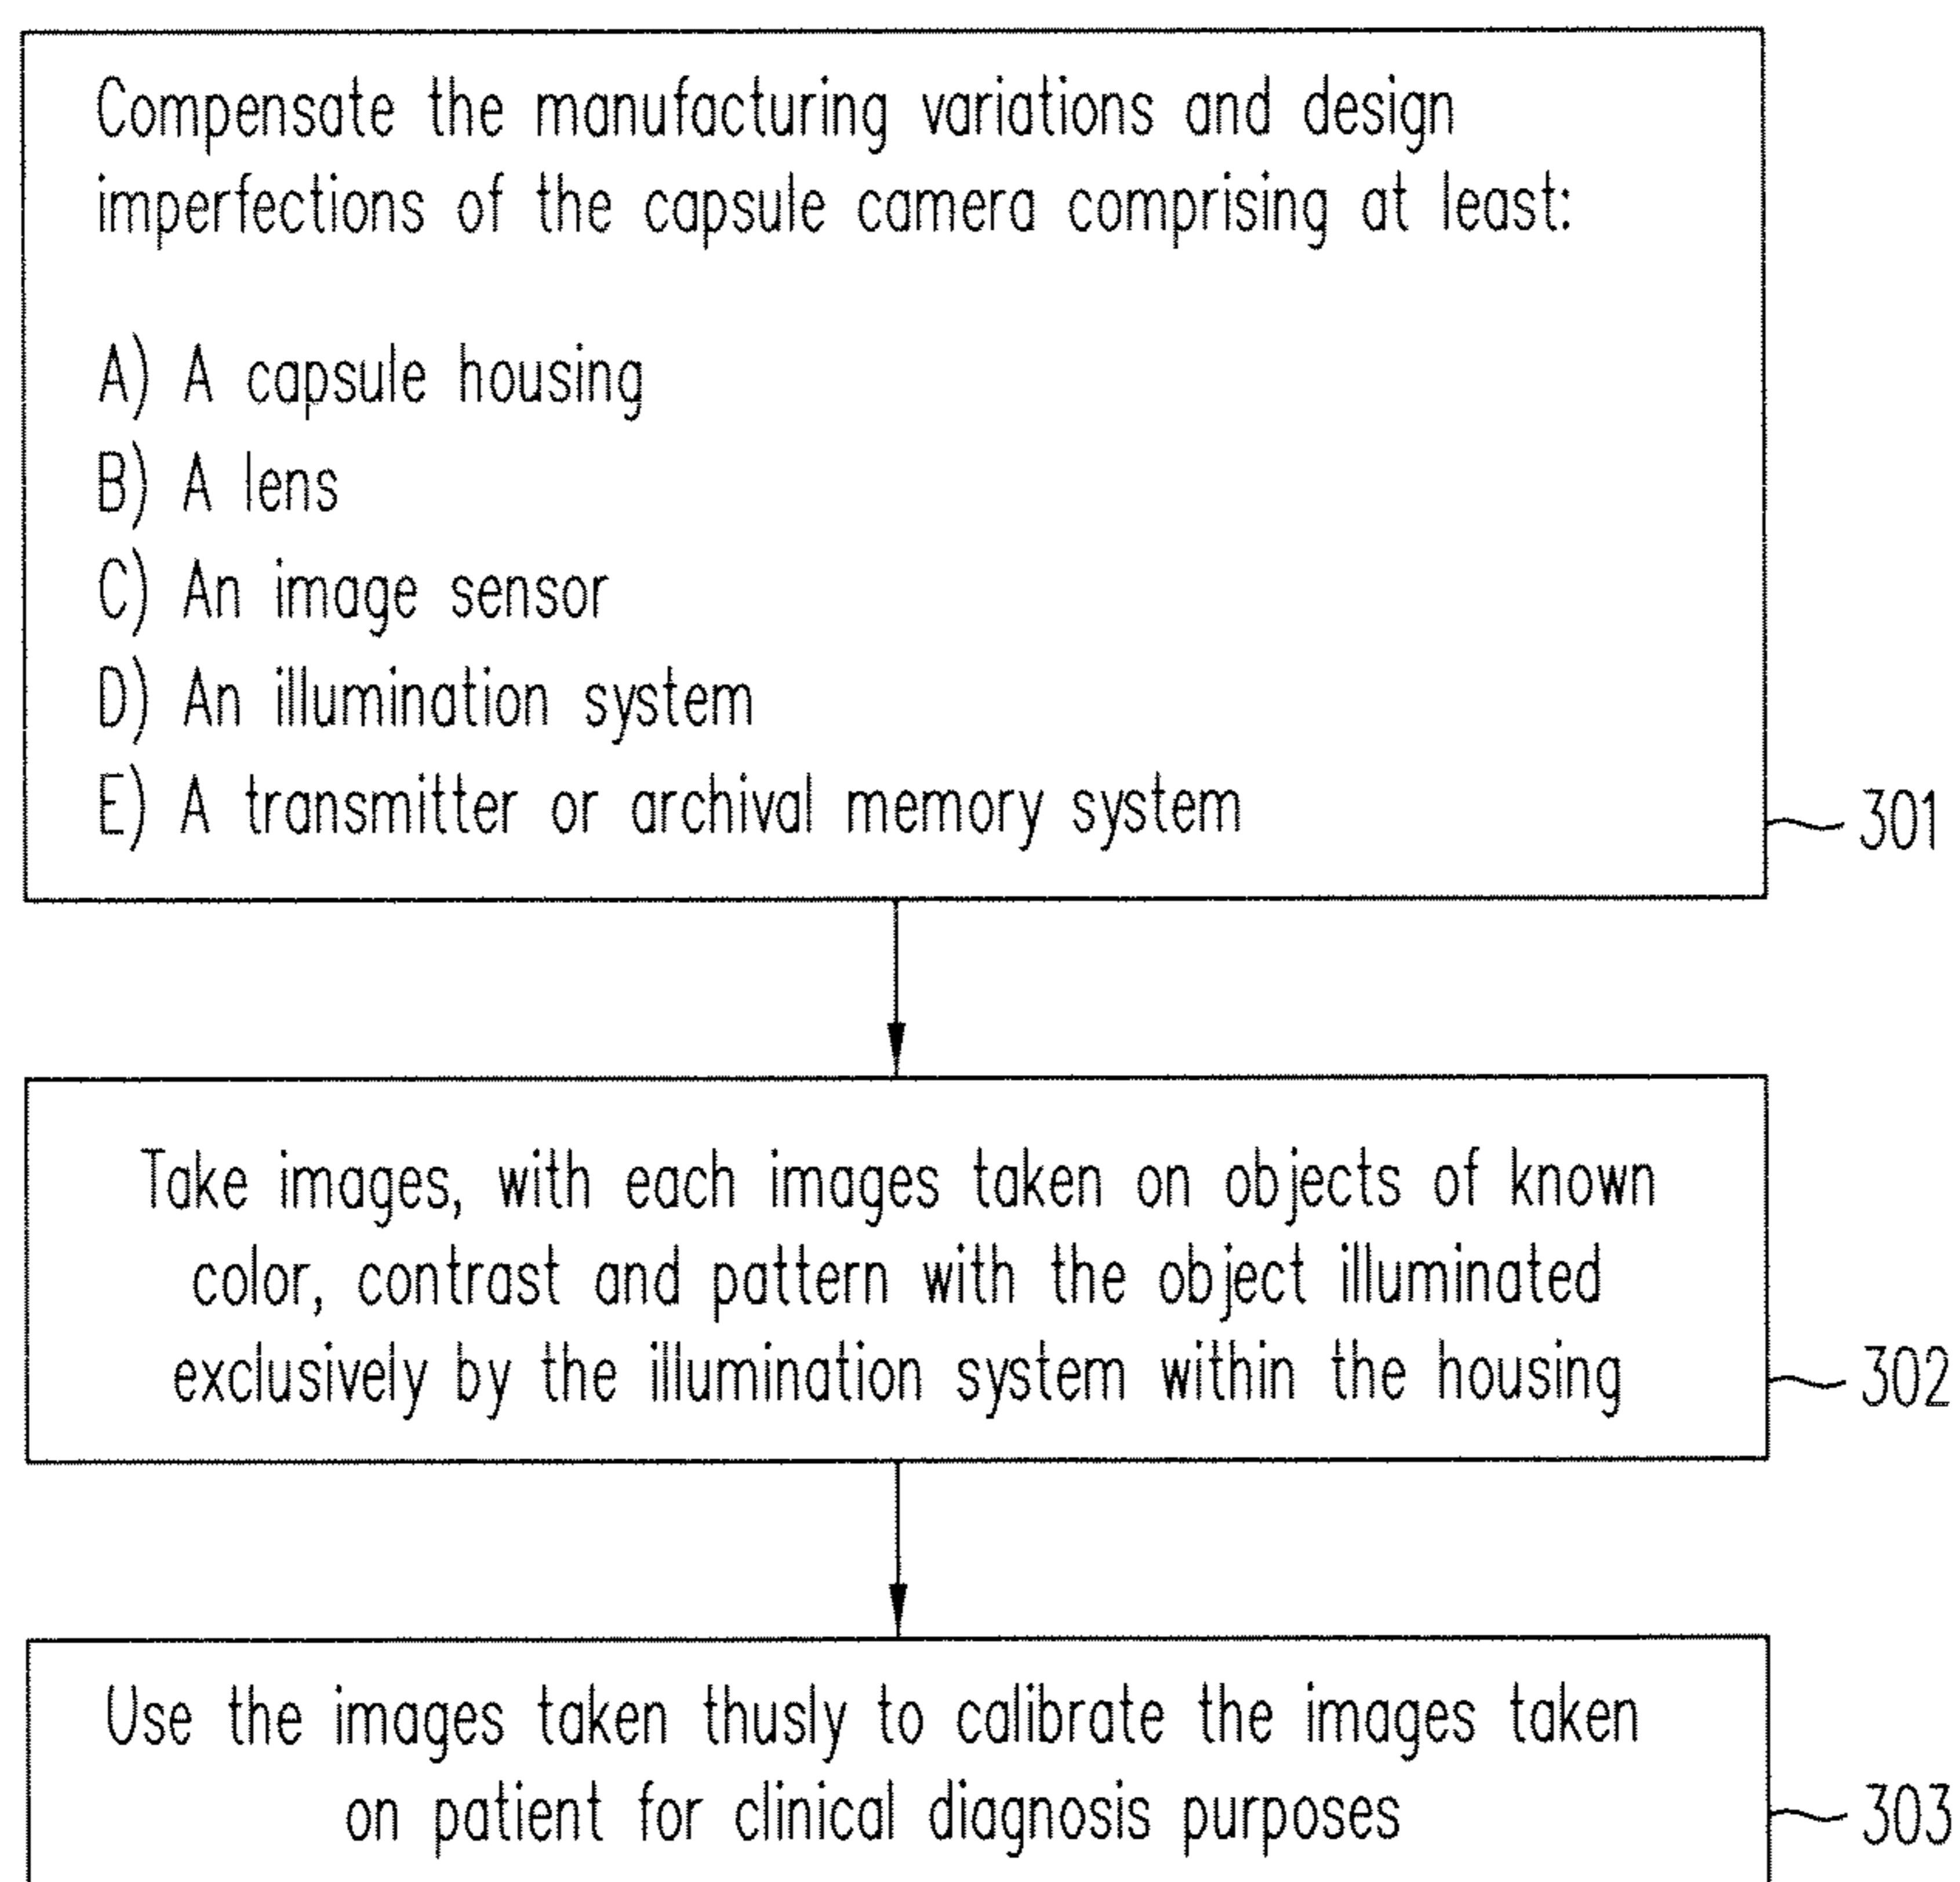 Compensate the manufacturing variations and design
imperfections of the capsule camera comprising at least:
A) A capsule housing
B) A lens
C) An image sensor
D) An illumination system
E) A transmitter or archival memory system
301
Take images, with each images taken on objects of known
color, contrast and pattern with the object illuminated
exclusively by the illumination system within the housing
302
Use the images taken thusly to calibrate the images taken
on patient for clinical diagnosis purposes
303